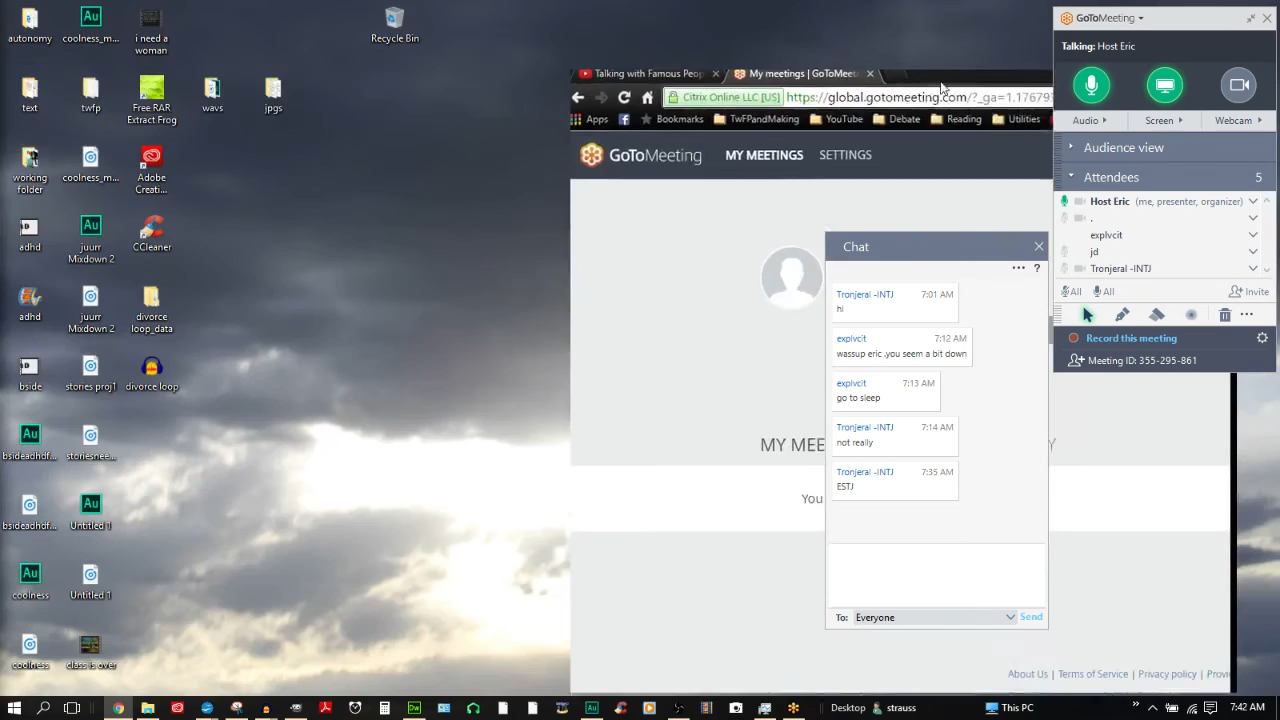 autonomy
coolness_m...
i need a
woman
Recycle Bin
text
twfp
Free RAR
Extract Frog
wavs
jpgs
working
folder
coolness_m...
Adobe
Creati...
adhd
juurr
Mixdown 2
CCleaner
adhd
juurr
Mixdown 2
divorce
loop_data
bside
stories proj1
divorce loop
bsideadhdf...
storiesnee...
bsideadhdf...
Untitled 1
coolness
Untitled 1
coolness
class is over
Talking with Famous Peop
My meetings | GoToMeeti
Citrix Online LLC [US]
https://global.gotomeeting.com/?_ga=1.17679
Apps
Bookmarks
TwFPandMaking
YouTube
Debate
Reading
Utilities
GoToMeeting
MY MEETINGS
SETTINGS
MY MEE
Y
You
About Us | Terms of Service | Privacy policy | Provi
Chat
Tronjeral -INTJ 7:01 AM
hi
explvcit 7:12 AM
wassup eric .you seem a bit down
explvcit 7:13 AM
go to sleep
Tronjeral -INTJ 7:14 AM
not really
Tronjeral -INTJ 7:35 AM
ESTJ
To: Everyone
Send
GoToMeeting
Talking: Host Eric
Audio
Screen
Webcam
Audience view
Attendees 5
Host Eric (me, presenter, organizer)
.
explvcit
jd
Tronjeral -INTJ
All
All
Invite
Record this meeting
Meeting ID: 355-295-861
Desktop
strauss
This PC
7:42 AM